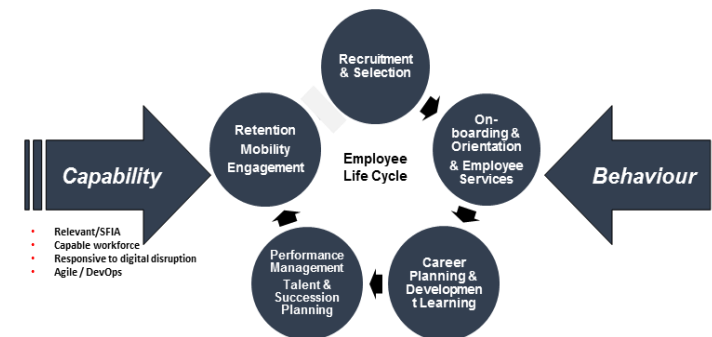 Recruitment
& Selection
On-
boarding &
Orientation
& Employee
Services
Career
Planning &
Developmen
t Learning
Performance
Management
Talent &
Succession
Planning
Retention
Mobility
Engagement
Employee
Life Cycle
Capability
• Relevant/SFIA
• Capable workforce
• Responsive to digital disruption
• Agile / DevOps
Behaviour